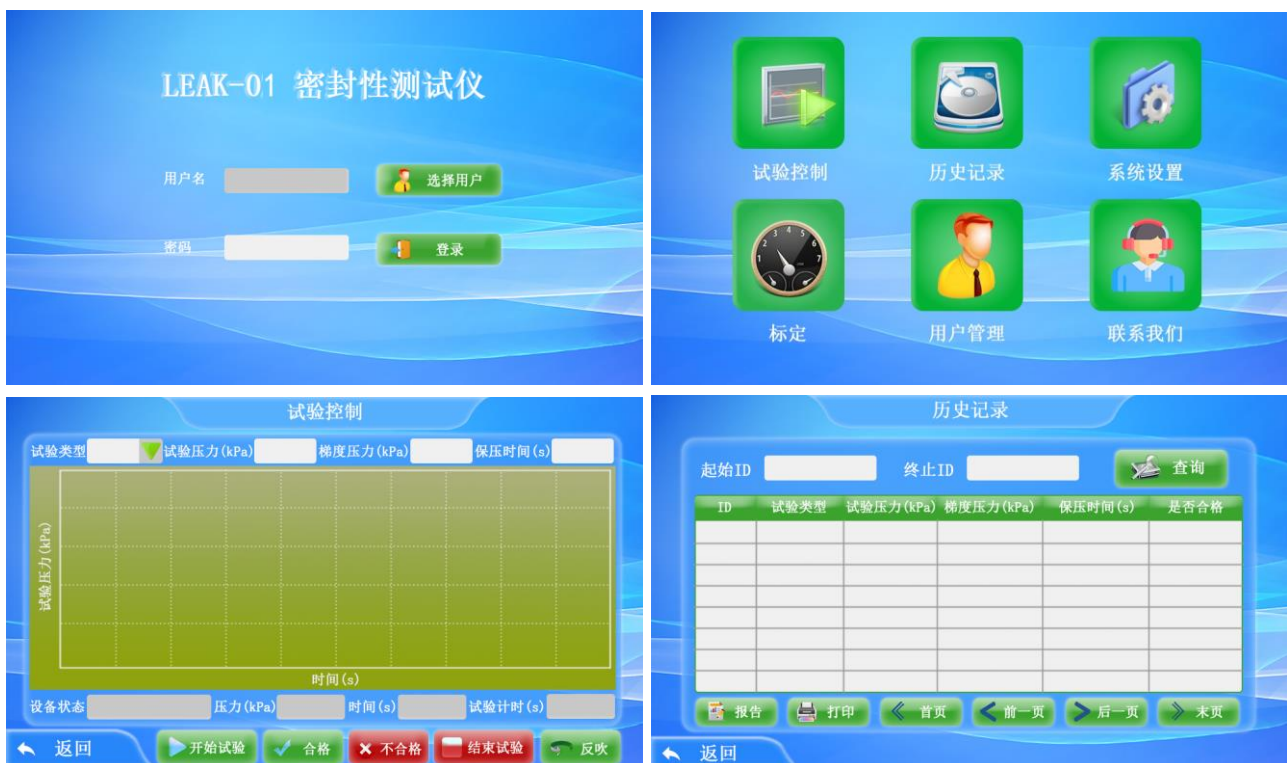 LEAK-01 密封性测试仪
用户名
选择用户
密码
登录
试验控制 历史记录 系统设置
1 2 3 4 5 6 7
标定 用户管理 联系我们
试验控制
试验类型 试验压力(kPa) 梯度压力(kPa) 保压时间(s)
试验压力(kPa)
时间(s)
设备状态 压力(kPa) 时间(s) 试验计时(s)
返回 开始试验 合格 不合格 结束试验 反吹
历史记录
起始ID 终止ID 查询
ID 试验类型 试验压力(kPa) 梯度压力(kPa) 保压时间(s) 是否合格
报告 打印 首页 前一页 后一页 末页
返回